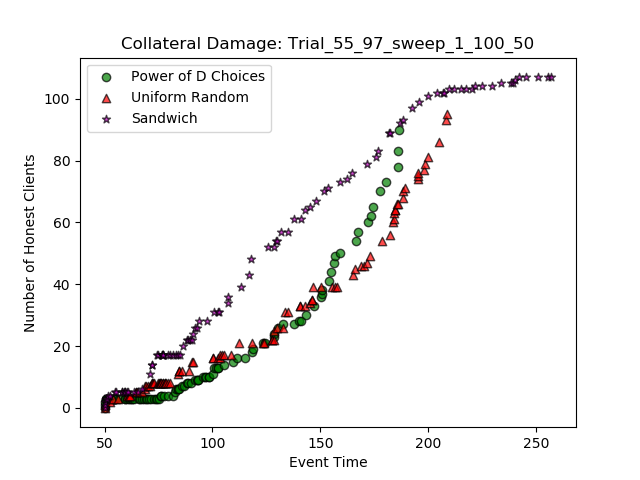 Collateral Damage: Trial_55_97_sweep_1_100_50
Power of D Choices
Uniform Random
Sandwich
Number of Honest Clients
100
80
60
40
20
0
50
100
150
200
250
Event Time